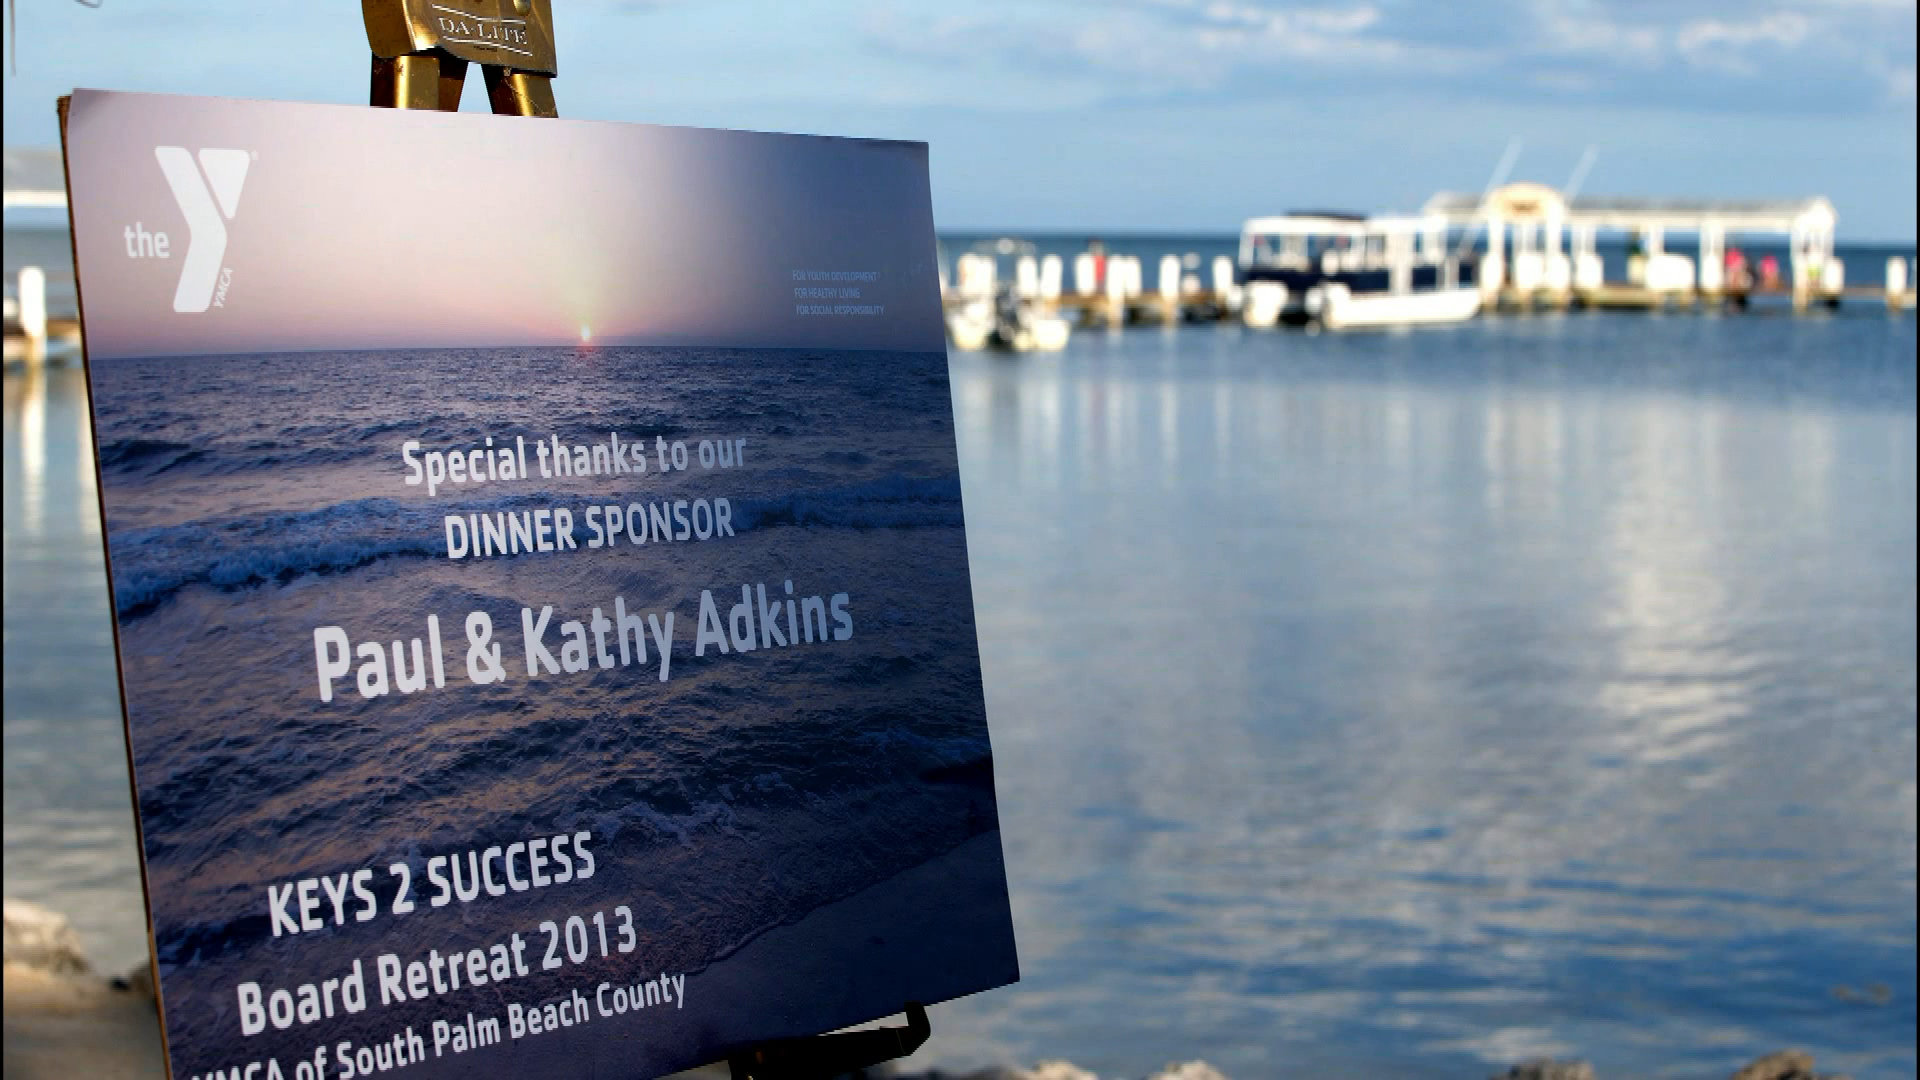 DA-LITE
the
YMCA
FOR YOUTH DEVELOPMENT®
FOR HEALTHY LIVING
FOR SOCIAL RESPONSIBILITY
Special thanks to our
DINNER SPONSOR
Paul & Kathy Adkins
KEYS 2 SUCCESS
Board Retreat 2013
YMCA of South Palm Beach County